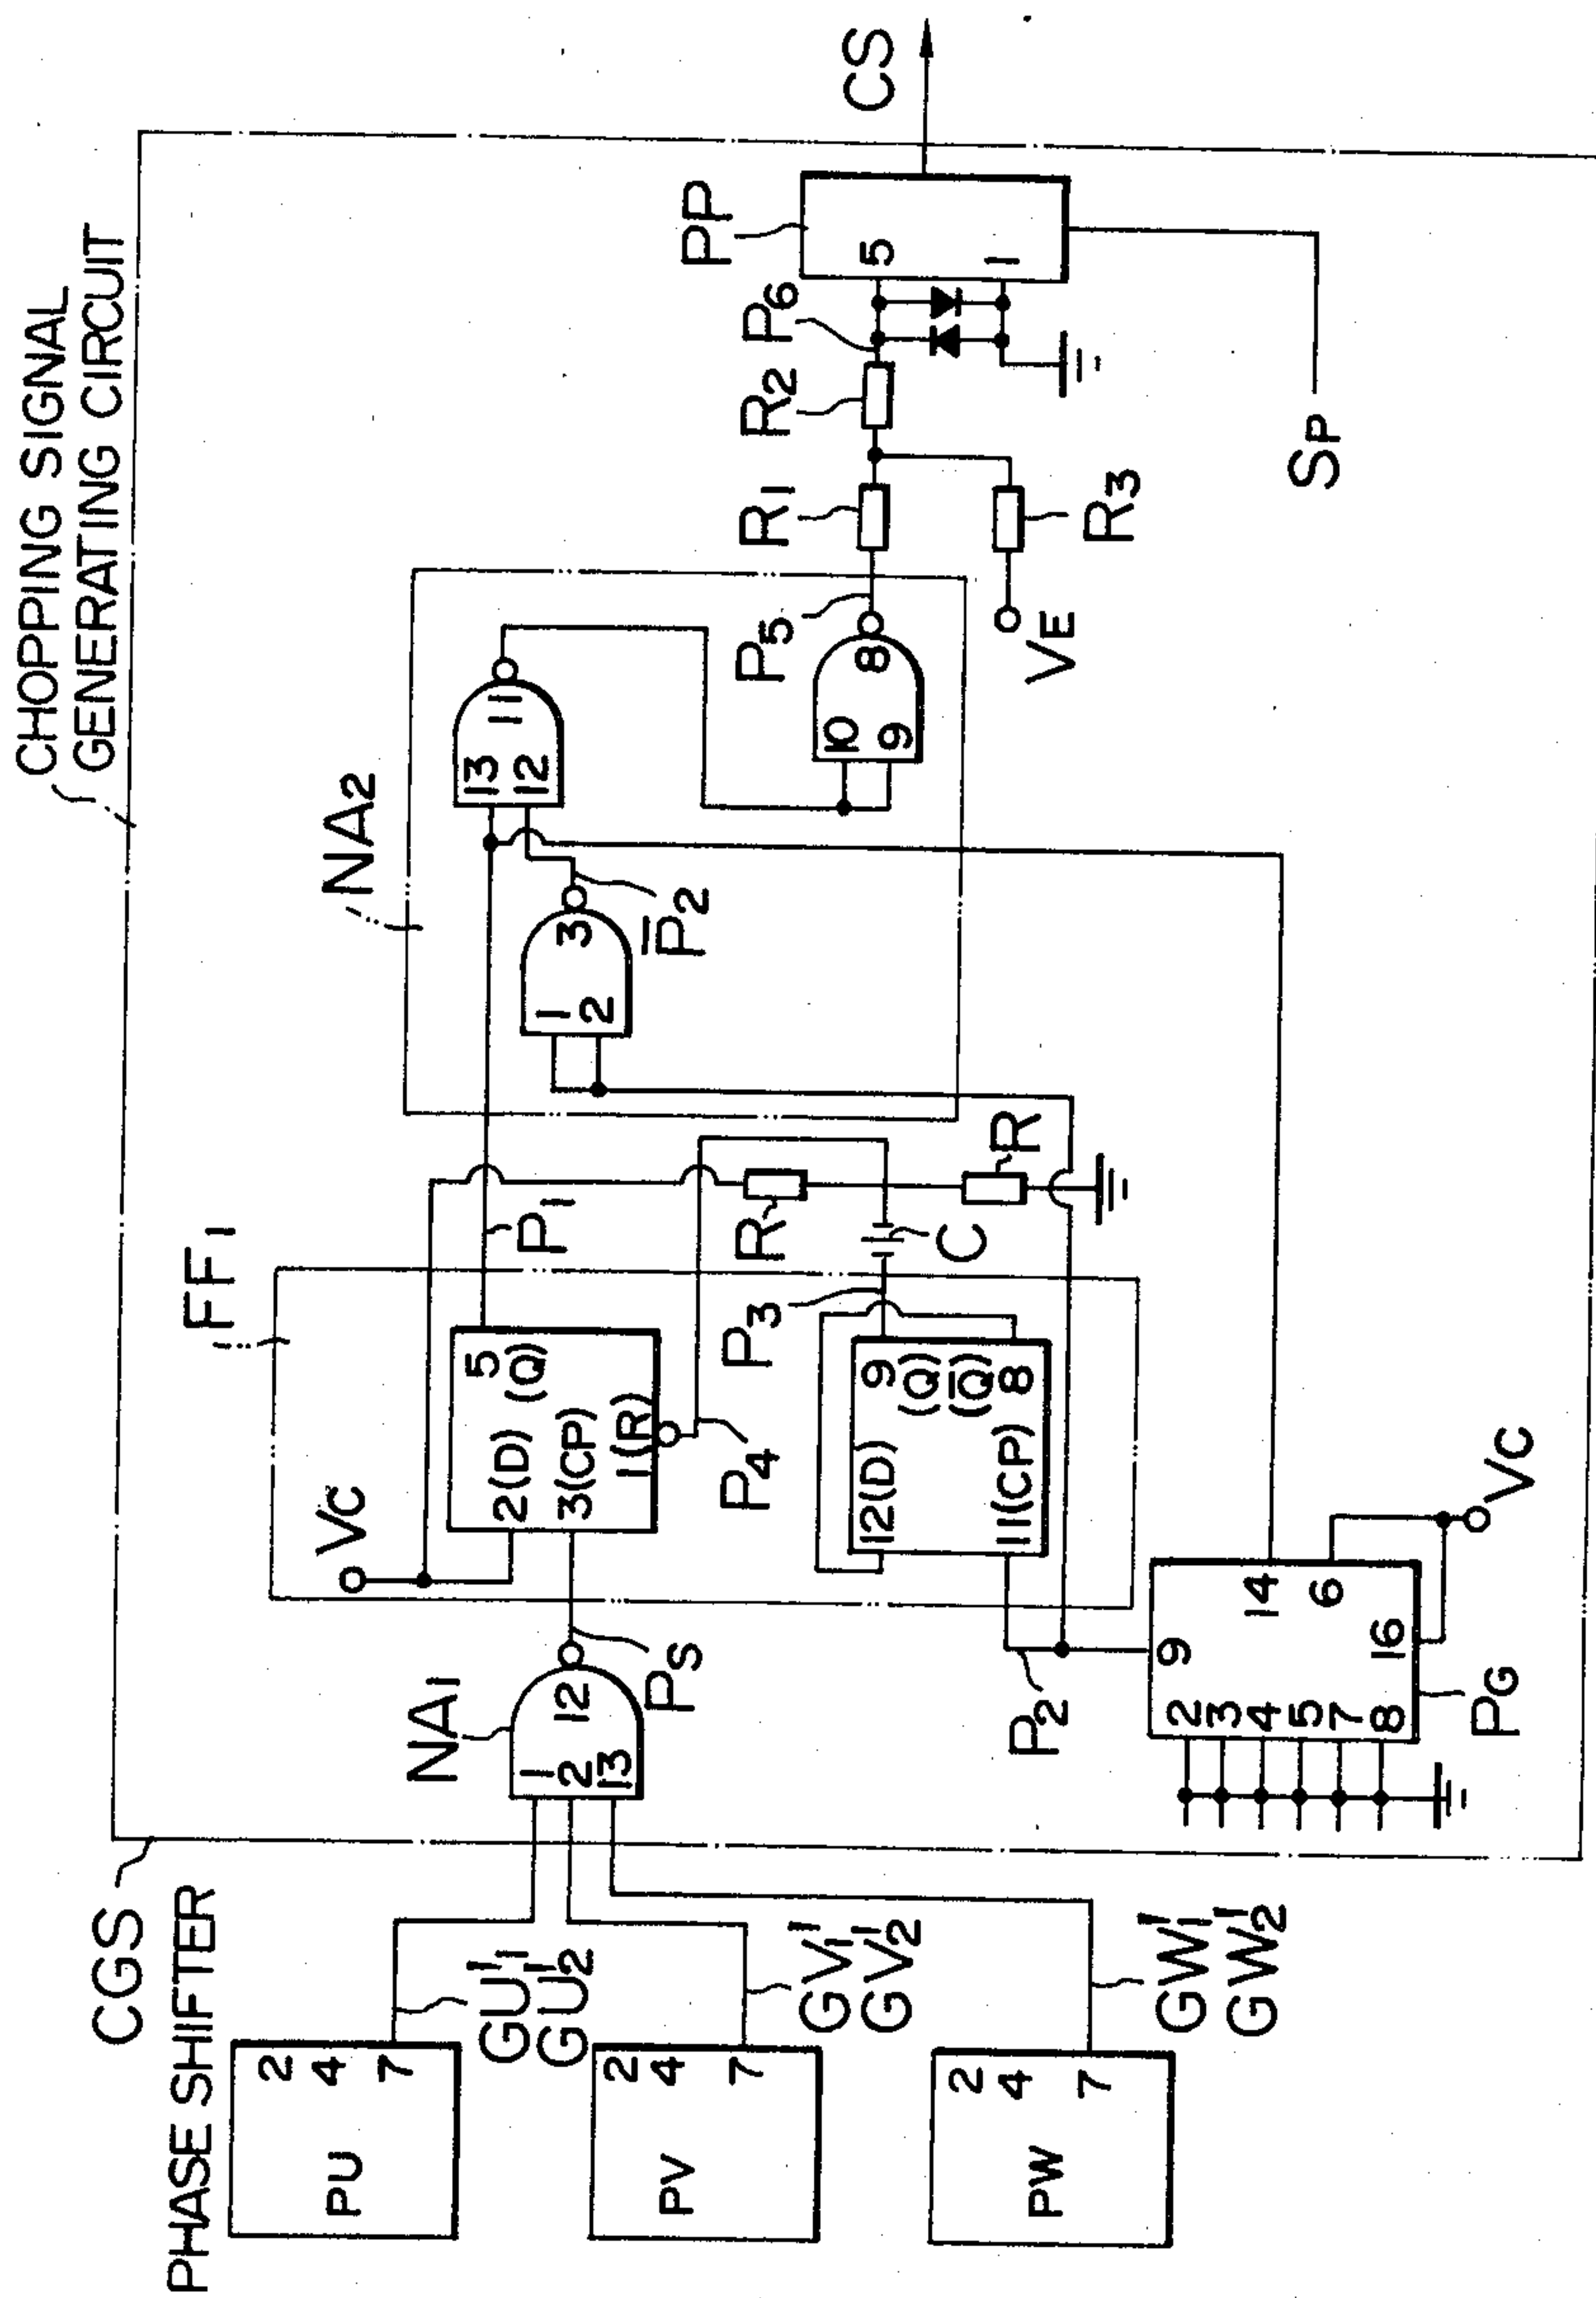 CHOPPING SIGNAL
GENERATING CIRCUIT
CGS
PHASE SHIFTER
PU
2
4
7
GU'1
GU'2
PV
2
4
7
GV'1
GV'2
PW
2
4
7
GW'1
GW'2
NA1
1
2
13
12
PS
FF1
VC
2(D)
3(CP)
1(R)
5
(Q)
P1
P4
12(D)
11(CP)
9
(Q)
(Q̅)
8
P3
C
R
R
P2
PG
2
3
4
5
7
8
9
14
6
16
VC
NA2
1
2
3
P̅2
13
12
11
10
9
8
P5
R1
R2
R3
VE
P6
PP
5
1
CS
SP